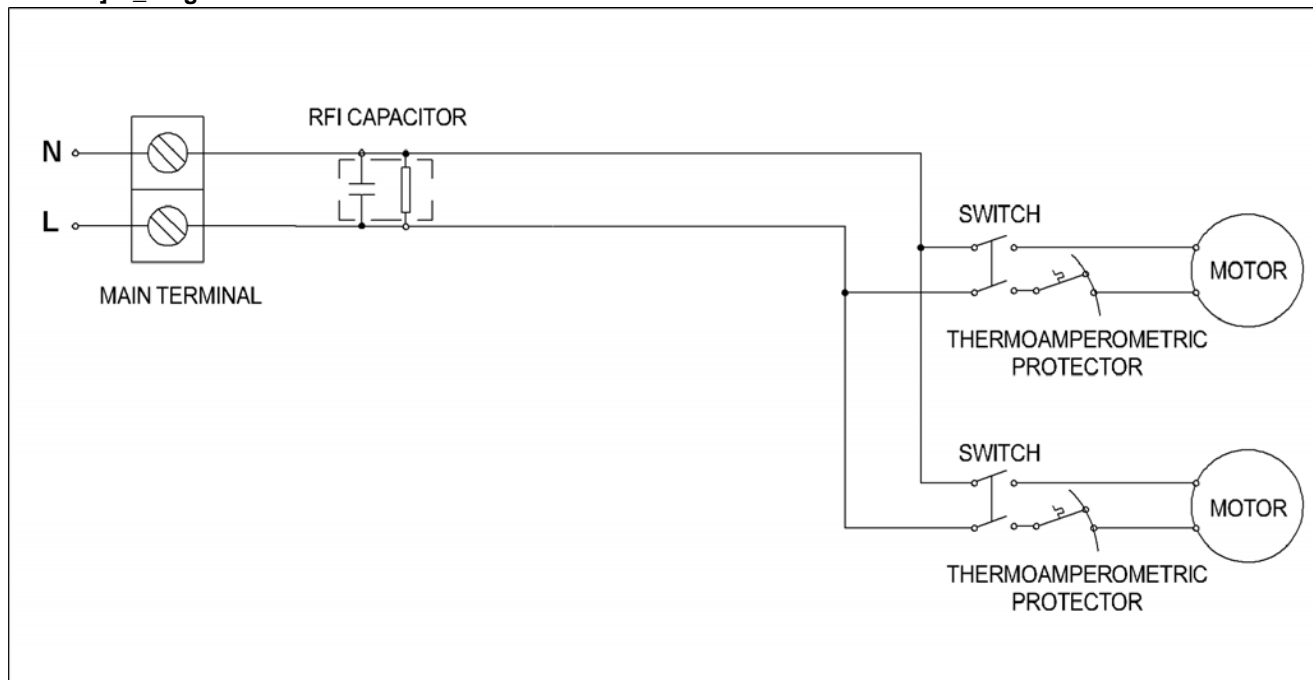 RFI CAPACITOR
N
L
MAIN TERMINAL
SWITCH
MOTOR
THERMOAMPEROMETRIC
PROTECTOR
SWITCH
MOTOR
THERMOAMPEROMETRIC
PROTECTOR